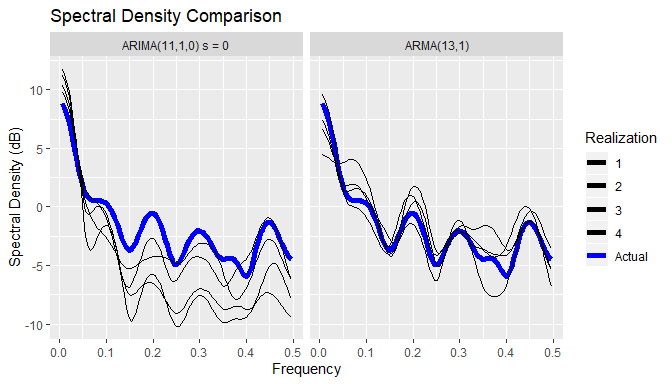 Spectral Density Comparison
ARIMA(11,1,0) s = 0
ARMA(13,1)
Spectral Density (dB)
10
5
0
-5
-10
0.0 0.1 0.2 0.3 0.4 0.5
0.0 0.1 0.2 0.3 0.4 0.5
Frequency
Realization
1
2
3
4
Actual